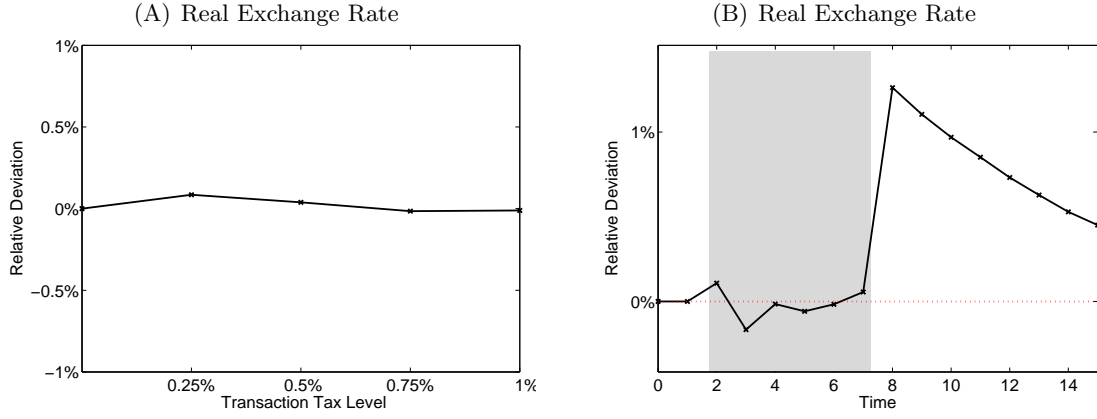 (A) Real Exchange Rate
1%
0.5%
0%
−0.5%
−1%
Relative Deviation
0.25%
0.5%
0.75%
1%
Transaction Tax Level
(B) Real Exchange Rate
1%
0%
Relative Deviation
0 2 4 6 8 10 12 14
Time